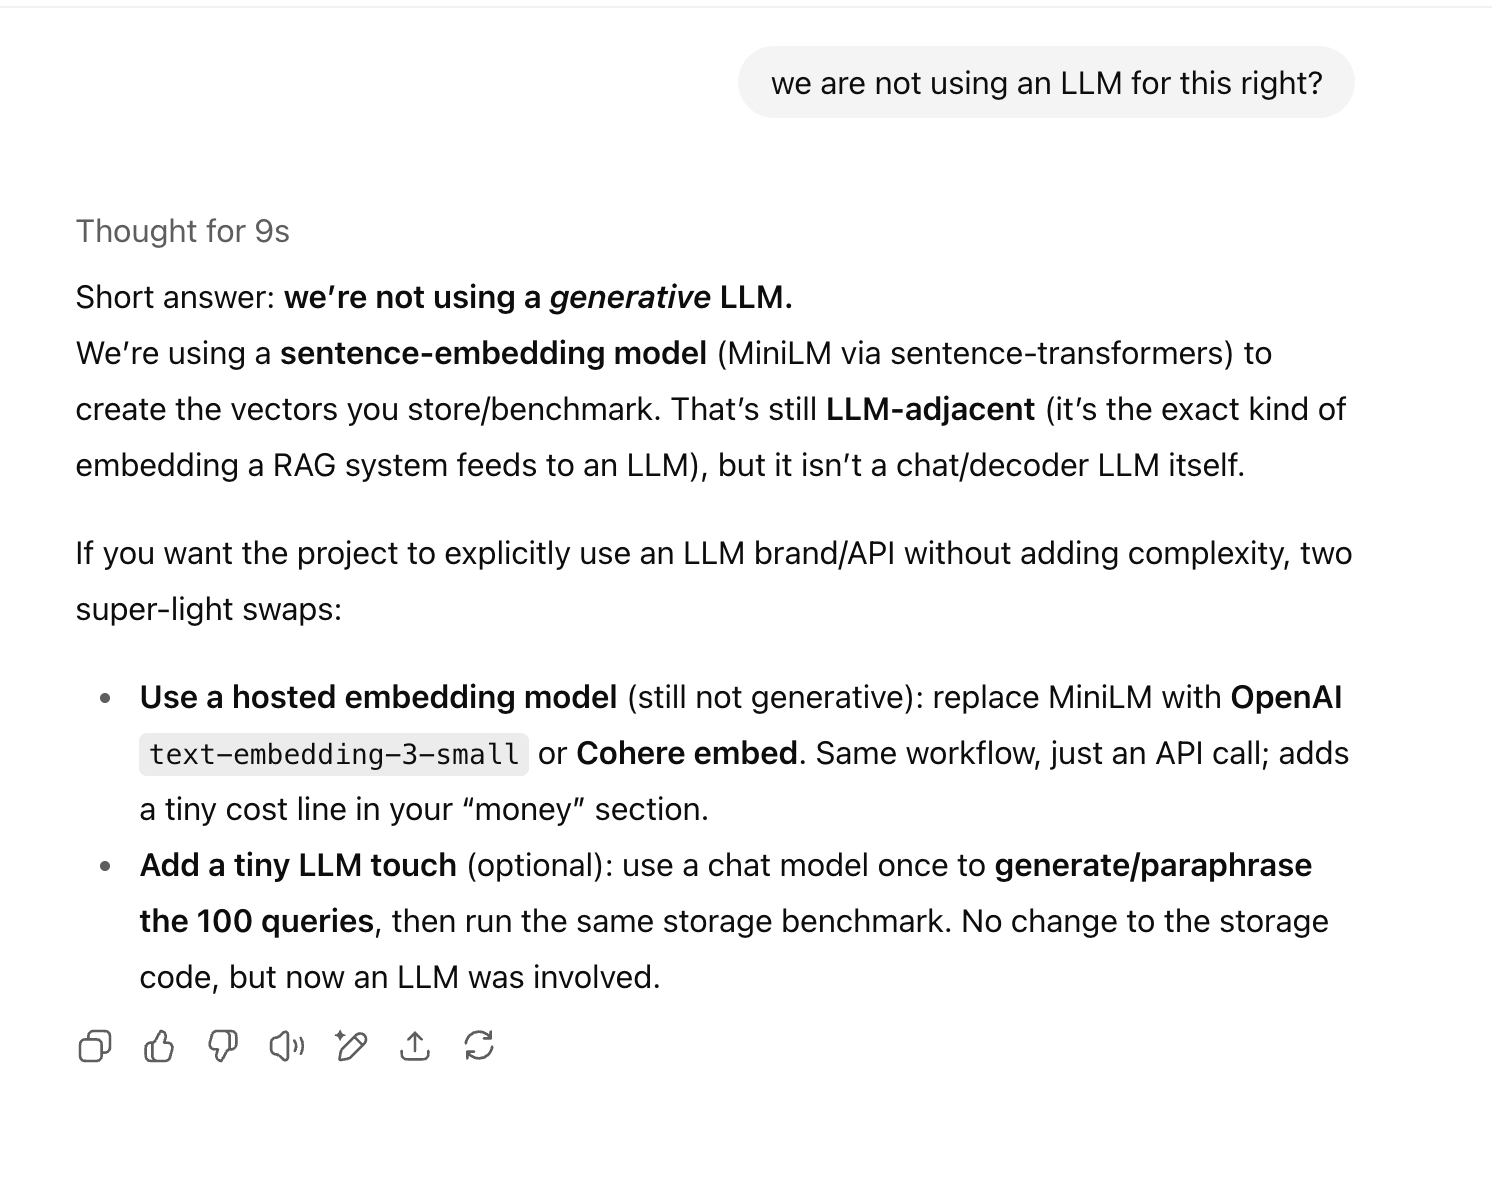 we are not using an LLM for this right?
Thought for 9s
Short answer: we’re not using a generative LLM.
We’re using a sentence-embedding model (MiniLM via sentence-transformers) to
create the vectors you store/benchmark. That’s still LLM-adjacent (it’s the exact kind of
embedding a RAG system feeds to an LLM), but it isn’t a chat/decoder LLM itself.
If you want the project to explicitly use an LLM brand/API without adding complexity, two
super-light swaps:
• Use a hosted embedding model (still not generative): replace MiniLM with OpenAI
text-embedding-3-small or Cohere embed. Same workflow, just an API call; adds
a tiny cost line in your “money” section.
• Add a tiny LLM touch (optional): use a chat model once to generate/paraphrase
the 100 queries, then run the same storage benchmark. No change to the storage
code, but now an LLM was involved.